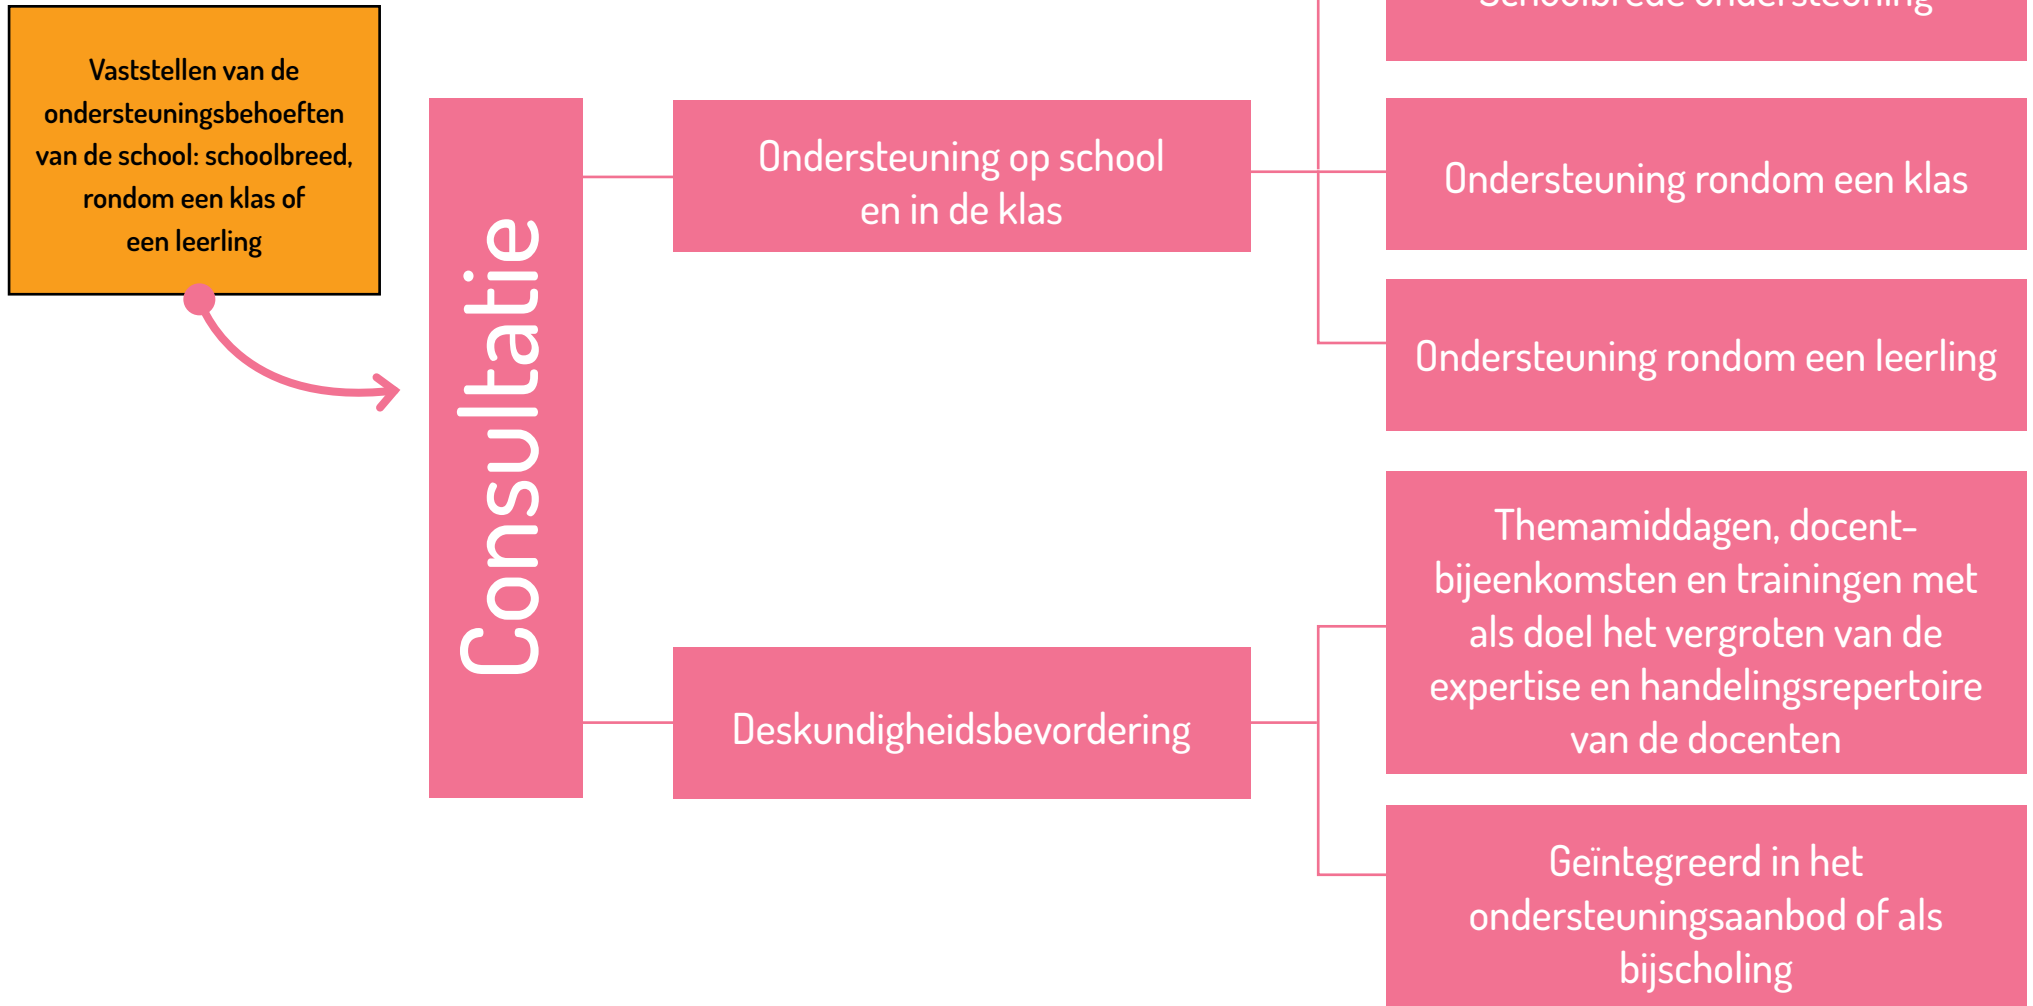 Vaststellen van de
ondersteuningsbehoeften
van de school: schoolbreed,
rondom een klas of
een leerling
Consultatie
Ondersteuning op school
en in de klas
Schoolbrede ondersteuning
Ondersteuning rondom een klas
Ondersteuning rondom een leerling
Deskundigheidsbevordering
Themamiddagen, docent-
bijeenkomsten en trainingen met
als doel het vergroten van de
expertise en handelingsrepertoire
van de docenten
Geïntegreerd in het
ondersteuningsaanbod of als
bijscholing